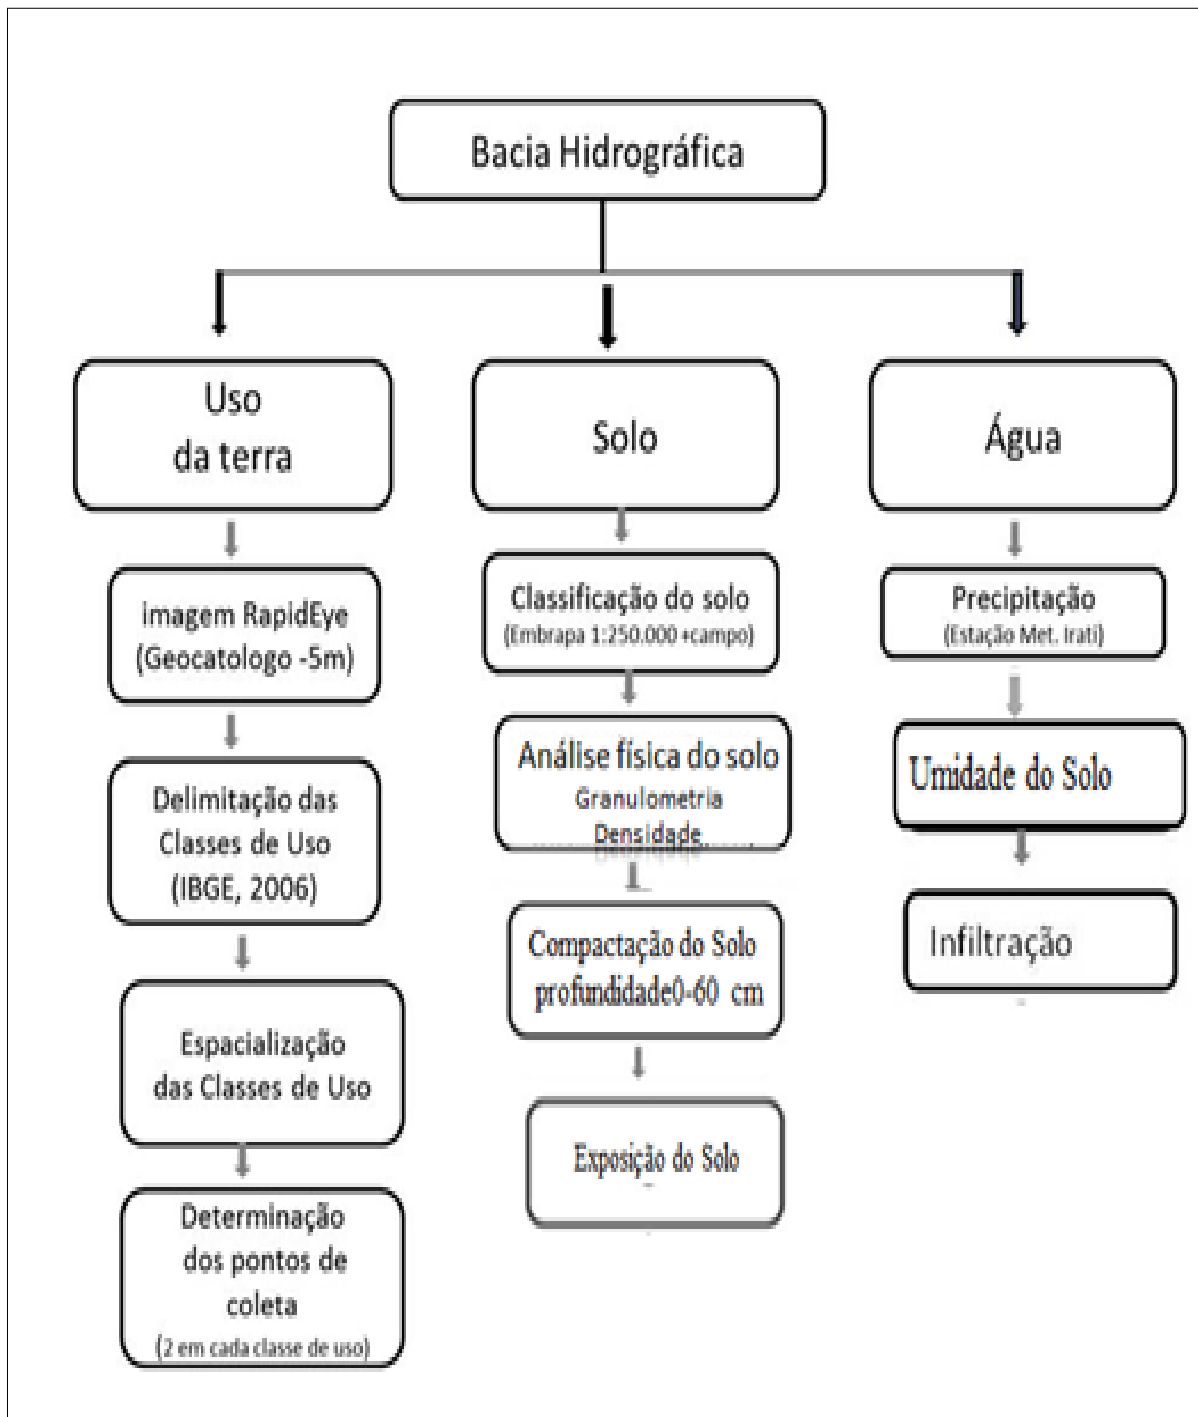 Bacia Hidrográfica
Uso
da terra
imagem RapidEye
(Geocatologo -5m)
Delimitação das
Classes de Uso
(IBGE, 2006)
Espacialização
das Classes de Uso
Determinação
dos pontos de
coleta
(2 em cada classe de uso)
Solo
Classificação do solo
(Embrapa 1:250.000 +campo)
Análise física do solo
Granulometria
Densidade
Compactação do Solo
profundidade0-60 cm
Exposição do Solo
Água
Precipitação
(Estação Met. Irati)
Umidade do Solo
Infiltração